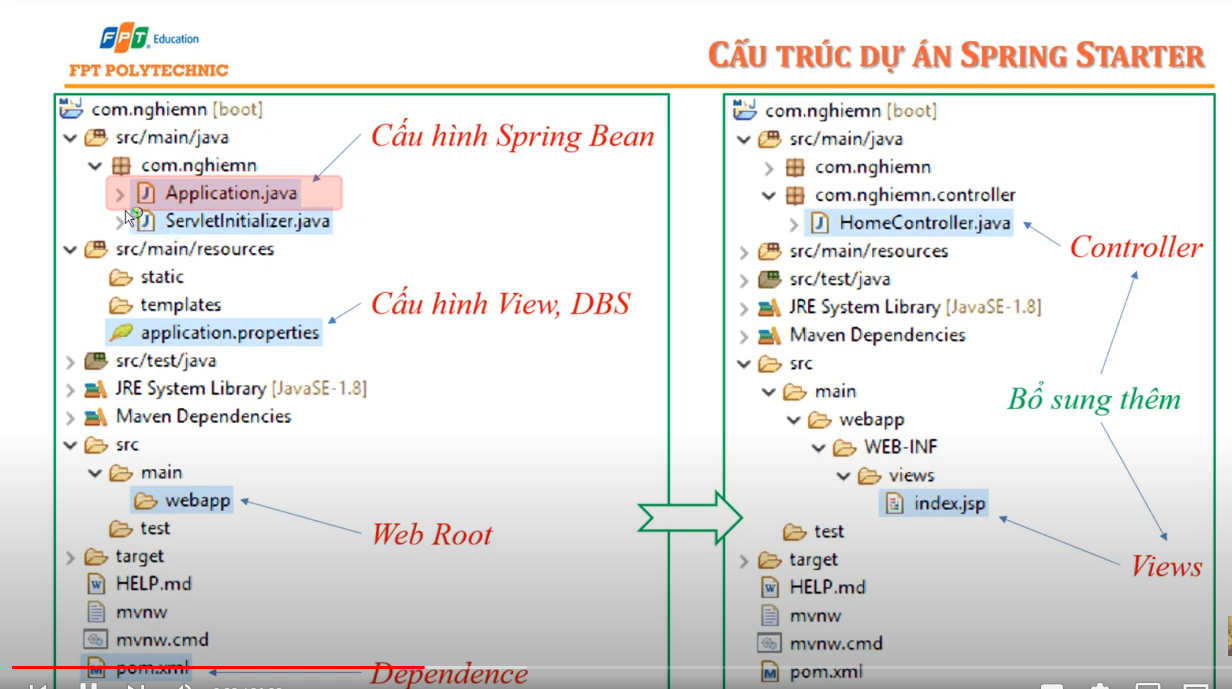 FPT Education
FPT POLYTECHNIC
CẤU TRÚC DỰ ÁN SPRING STARTER
com.nghiemn [boot]
src/main/java
com.nghiemn
Application.java
ServletInitializer.java
src/main/resources
static
templates
application.properties
src/test/java
JRE System Library [JavaSE-1.8]
Maven Dependencies
src
main
webapp
test
target
HELP.md
mvnw
mvnw.cmd
pom.xml
Cấu hình Spring Bean
Cấu hình View, DBS
Web Root
Dependence
com.nghiemn [boot]
src/main/java
com.nghiemn
com.nghiemn.controller
HomeController.java
src/main/resources
src/test/java
JRE System Library [JavaSE-1.8]
Maven Dependencies
src
main
webapp
WEB-INF
views
index.jsp
test
target
HELP.md
mvnw
mvnw.cmd
pom.xml
Controller
Bổ sung thêm
Views